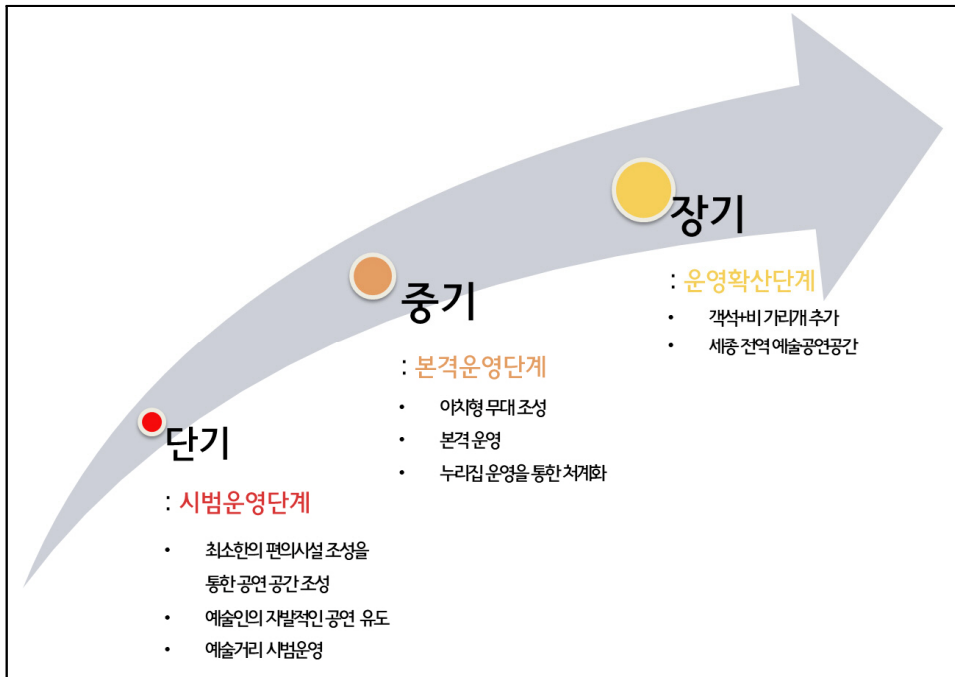 단기
: 시범운영단계
• 최소한의 편의시설 조성을
통한 공연 공간 조성
• 예술인의 자발적인 공연 유도
• 예술거리 시범운영
중기
: 본격운영단계
• 아치형 무대 조성
• 본격 운영
• 누리집 운영을 통한 처계화
장기
: 운영확산단계
• 객석+비 가리개 추가
• 세종 전역 예술공연공간